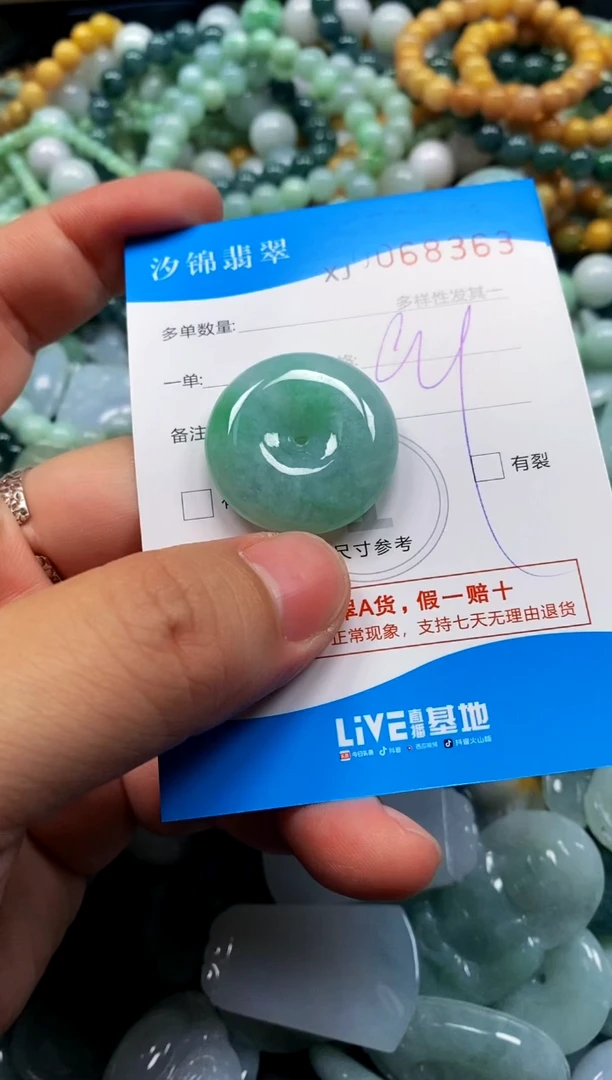 汐锦翡翠
XJ 068363
多样性发其一
多单数量:
一单:
备注
有裂
尺寸参考
翠A货，假一赔十
正常现象，支持七天无理由退货
LiVE直播基地
今日头条 抖音 西瓜视频 抖音火山版